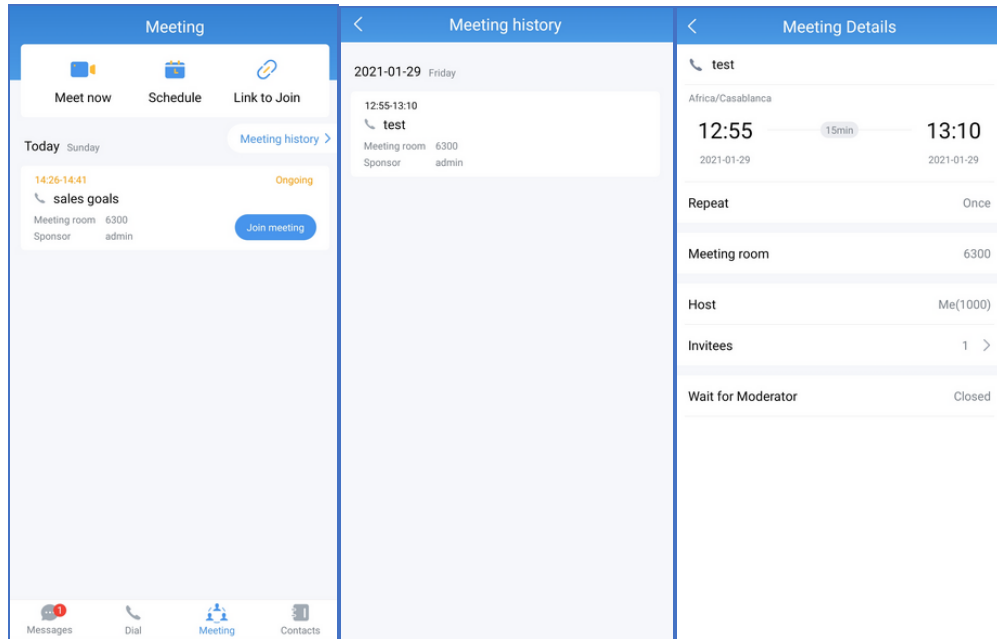 Meeting
Meet now Schedule Link to Join
Today Sunday Meeting history
14:26-14:41 Ongoing
sales goals
Meeting room 6300
Sponsor admin
Join meeting
1
Messages Dial Meeting Contacts
Meeting history
2021-01-29 Friday
12:55-13:10
test
Meeting room 6300
Sponsor admin
Meeting Details
test
Africa/Casablanca
12:55 15min 13:10
2021-01-29 2021-01-29
Repeat Once
Meeting room 6300
Host Me(1000)
Invitees 1
Wait for Moderator Closed